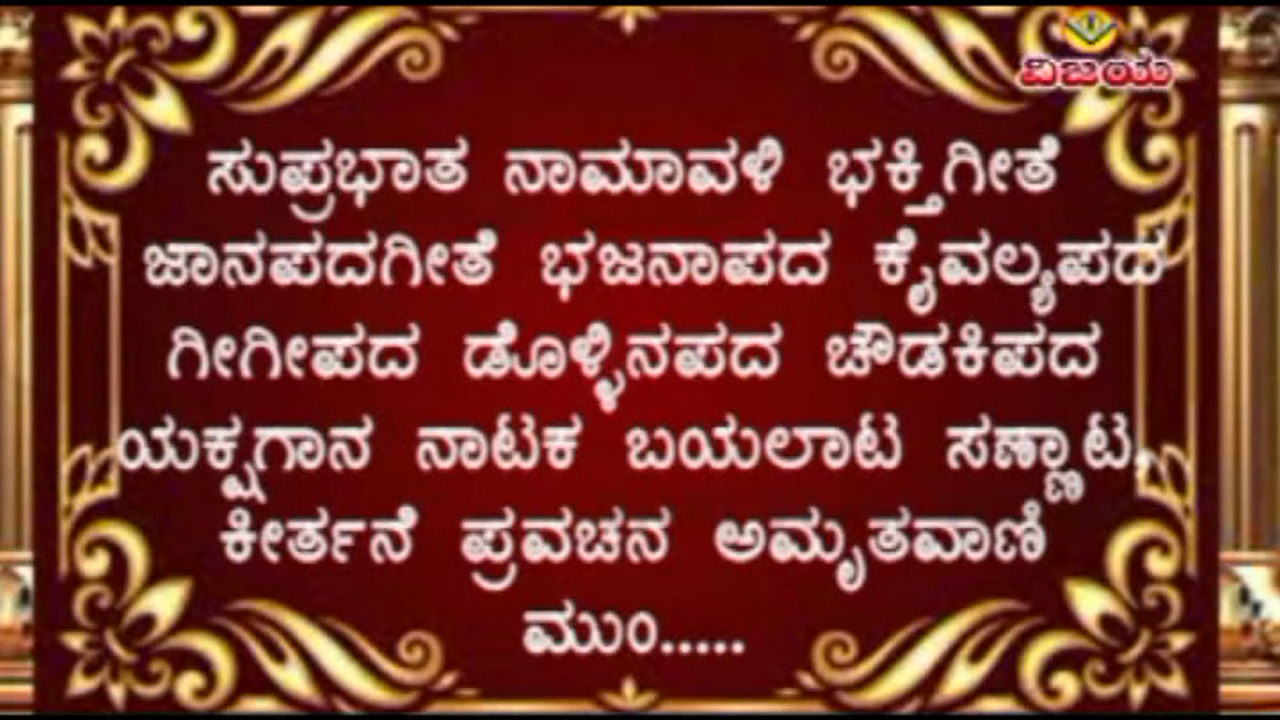 ವಿಜಯ
ಸುಪ್ರಭಾತ ನಾಮಾವಳಿ ಭಕ್ತಿಗೀತೆ
ಜಾನಪದಗೀತೆ ಭಜನಾಪದ ಕೈವಲ್ಯಪದ
ಗೀಗೀಪದ ಡೊಳ್ಳಿನಪದ ಚೌಡಕಿಪದ
ಯಕ್ಷಗಾನ ನಾಟಕ ಬಯಲಾಟ ಸಣ್ಣಾಟ,
ಕೀರ್ತನೆ ಪ್ರವಚನ ಅಮೃತವಾಣಿ
ಮುಂ.....